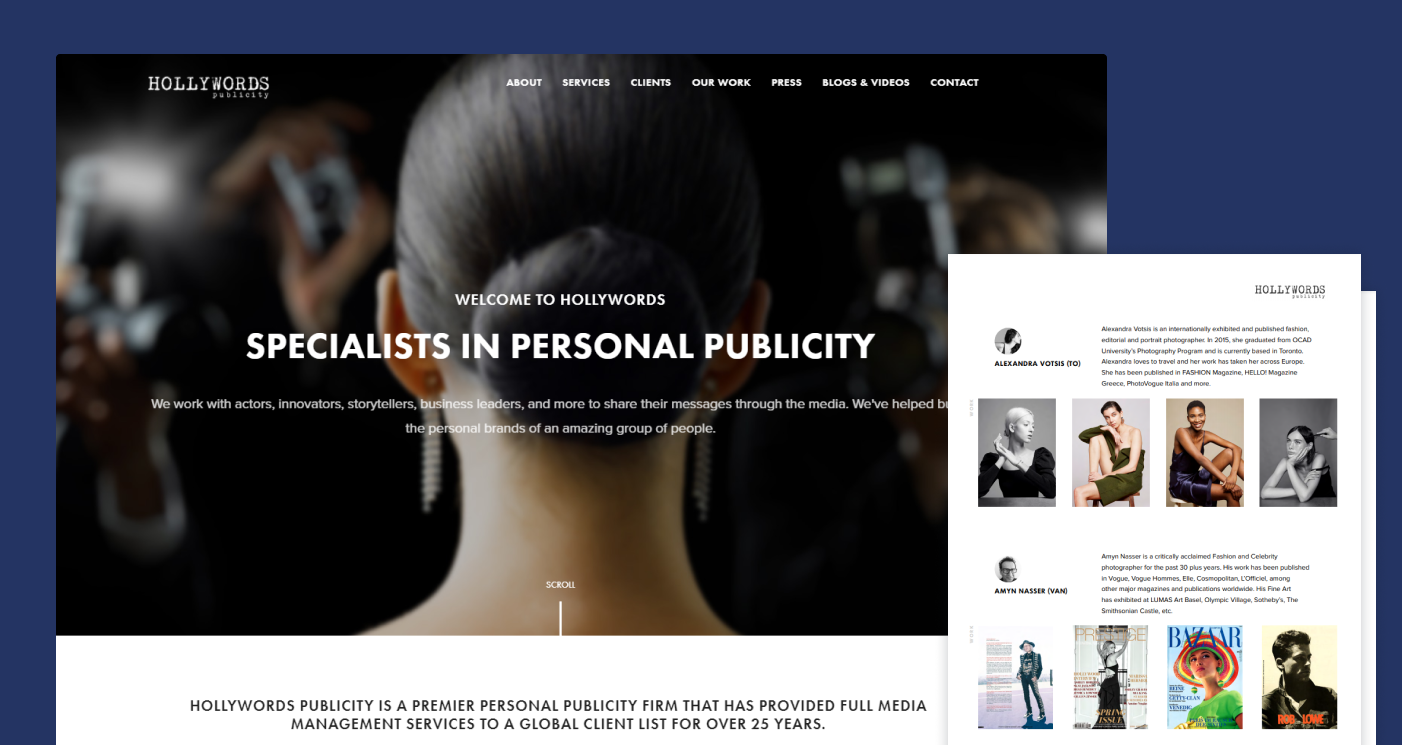 HOLLYWORDS
publicity
ABOUT SERVICES CLIENTS OUR WORK PRESS BLOGS & VIDEOS CONTACT
WELCOME TO HOLLYWORDS
SPECIALISTS IN PERSONAL PUBLICITY
We work with actors, innovators, storytellers, business leaders, and more to share their messages through the media. We've helped bu
the personal brands of an amazing group of people.
SCROLL
HOLLYWORDS PUBLICITY IS A PREMIER PERSONAL PUBLICITY FIRM THAT HAS PROVIDED FULL MEDIA
MANAGEMENT SERVICES TO A GLOBAL CLIENT LIST FOR OVER 25 YEARS.
HOLLYWORDS
publicity
ALEXANDRA VOTSIS (TO)
Alexandra Votsis is an internationally exhibited and published fashion,
editorial and portrait photographer. In 2015, she graduated from OCAD
University's Photography Program and is currently based in Toronto.
Alexandra loves to travel and her work has taken her across Europe.
She has been published in FASHION Magazine, HELLO! Magazine
Greece, PhotoVogue Italia and more.
AMYN NASSER (VAN)
Amyn Nasser is a critically acclaimed Fashion and Celebrity
photographer for the past 30 plus years. His work has been published
in Vogue, Vogue Hommes, Elle, Cosmopolitan, L'Officiel, among
other major magazines and publications worldwide. His Fine Art
has exhibited at LUMAS Art Basel, Olympic Village, Sotheby's, The
Smithsonian Castle, etc.
BAZAAR
SPRING
ISSUE
ROB LOWE